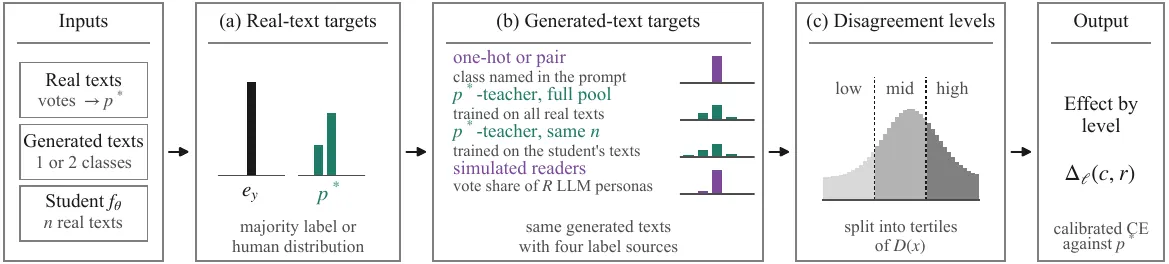 Inputs
Real texts
votes → p*
Generated texts
1 or 2 classes
Student fθ
n real texts
(a) Real-text targets
e_y
p*
majority label or
human distribution
(b) Generated-text targets
one-hot or pair
class named in the prompt
p*-teacher, full pool
trained on all real texts
p*-teacher, same n
trained on the student's texts
simulated readers
vote share of R LLM personas
same generated texts
with four label sources
(c) Disagreement levels
low mid high
split into tertiles
of D(x)
Output
Effect by
level
Δℓ(c, r)
calibrated CE
against p*